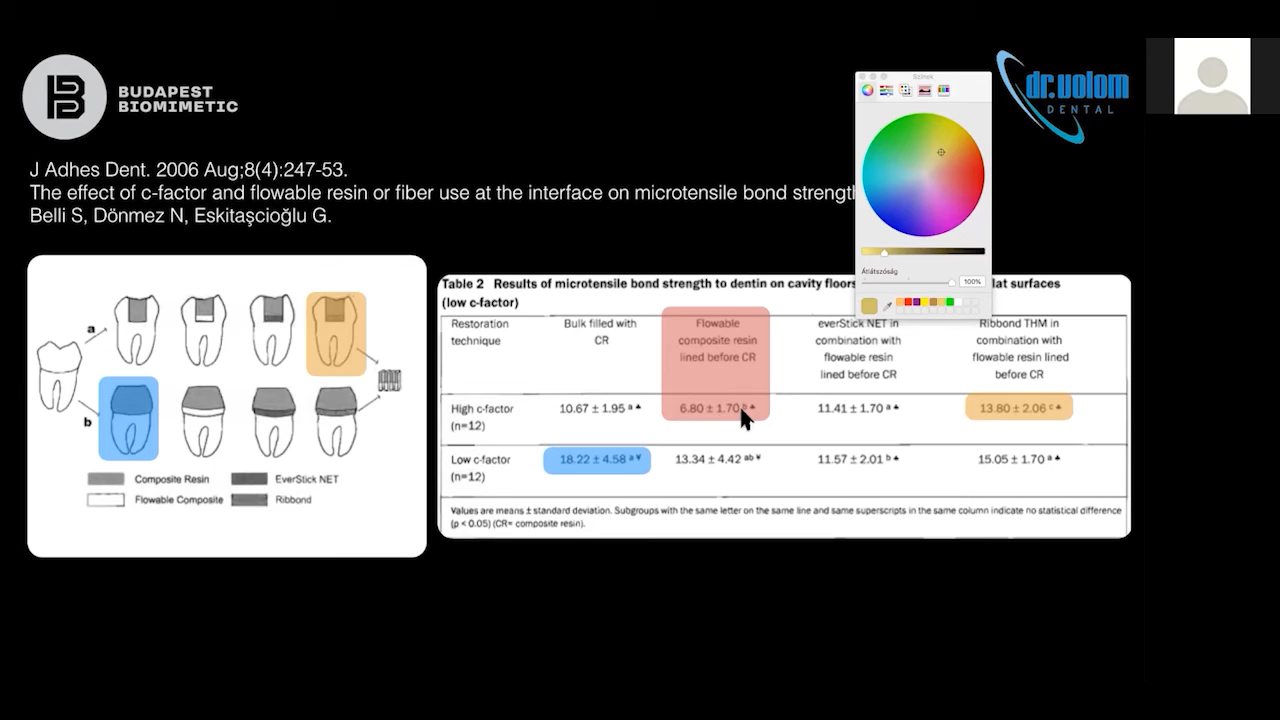 BUDAPEST
BIOMIMETIC
J Adhes Dent. 2006 Aug;8(4):247-53.
The effect of c-factor and flowable resin or fiber use at the interface on microtensile bond strength
Belli S, Dönmez N, Eskitaşcioğlu G.
Színek
dr.uolom
DENTAL
Átlátszóság
100%
a
b
Composite Resin EverStick NET
Flowable Composite Ribbond
Table 2 Results of microtensile bond strength to dentin on cavity floors lat surfaces
(low c-factor)
Restoration technique Bulk filled with CR Flowable composite resin lined before CR everStick NET in combination with flowable resin lined before CR Ribbond THM in combination with flowable resin lined before CR
High c-factor (n=12) 10.67 ± 1.95 a ♠ 6.80 ± 1.70 b ♠ 11.41 ± 1.70 a ♠ 13.80 ± 2.06 c ♠
Low c-factor (n=12) 18.22 ± 4.58 a ¥ 13.34 ± 4.42 ab ¥ 11.57 ± 2.01 b ♠ 15.05 ± 1.70 a ♠
Values are means ± standard deviation. Subgroups with the same letter on the same line and same superscripts in the same column indicate no statistical difference
(p < 0.05) (CR= composite resin).